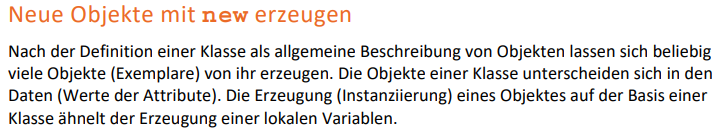 Neue Objekte mit new erzeugen
Nach der Definition einer Klasse als allgemeine Beschreibung von Objekten lassen sich beliebig
viele Objekte (Exemplare) von ihr erzeugen. Die Objekte einer Klasse unterscheiden sich in den
Daten (Werte der Attribute). Die Erzeugung (Instanziierung) eines Objektes auf der Basis einer
Klasse ähnelt der Erzeugung einer lokalen Variablen.